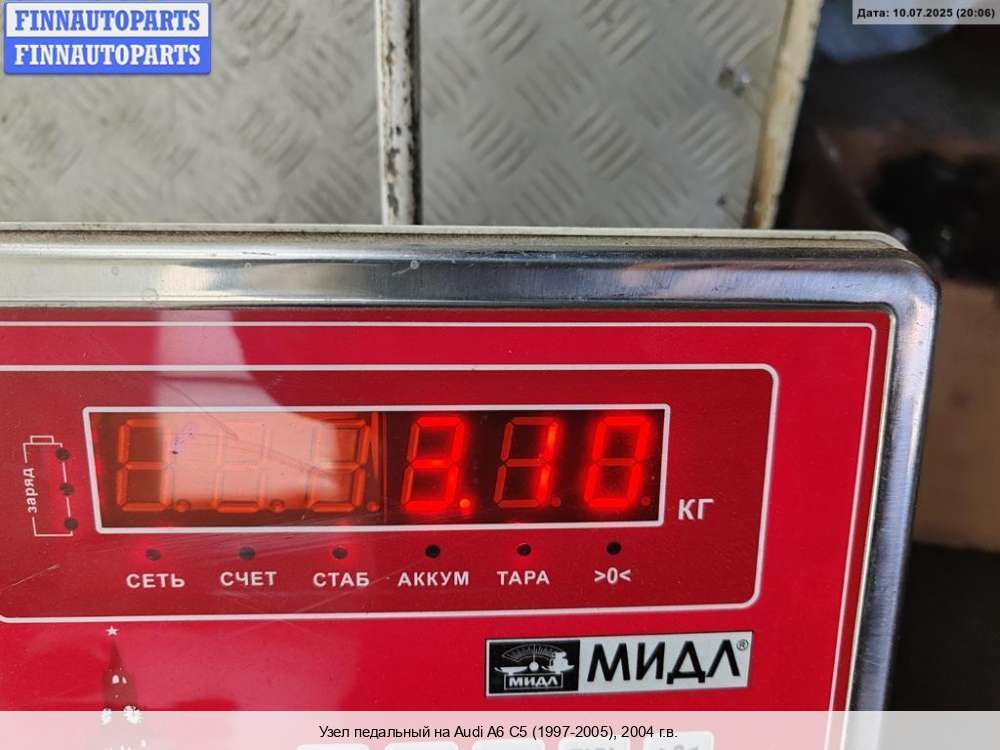 FINNAUTOPARTS
FINNAUTOPARTS
Дата: 10.07.2025 (20:06)
заряд
3.10
КГ
СЕТЬ СЧЕТ СТАБ АККУМ ТАРА >0<
МИДЛ
МИДЛ®
Узел педальный на Audi A6 C5 (1997-2005), 2004 г.в.